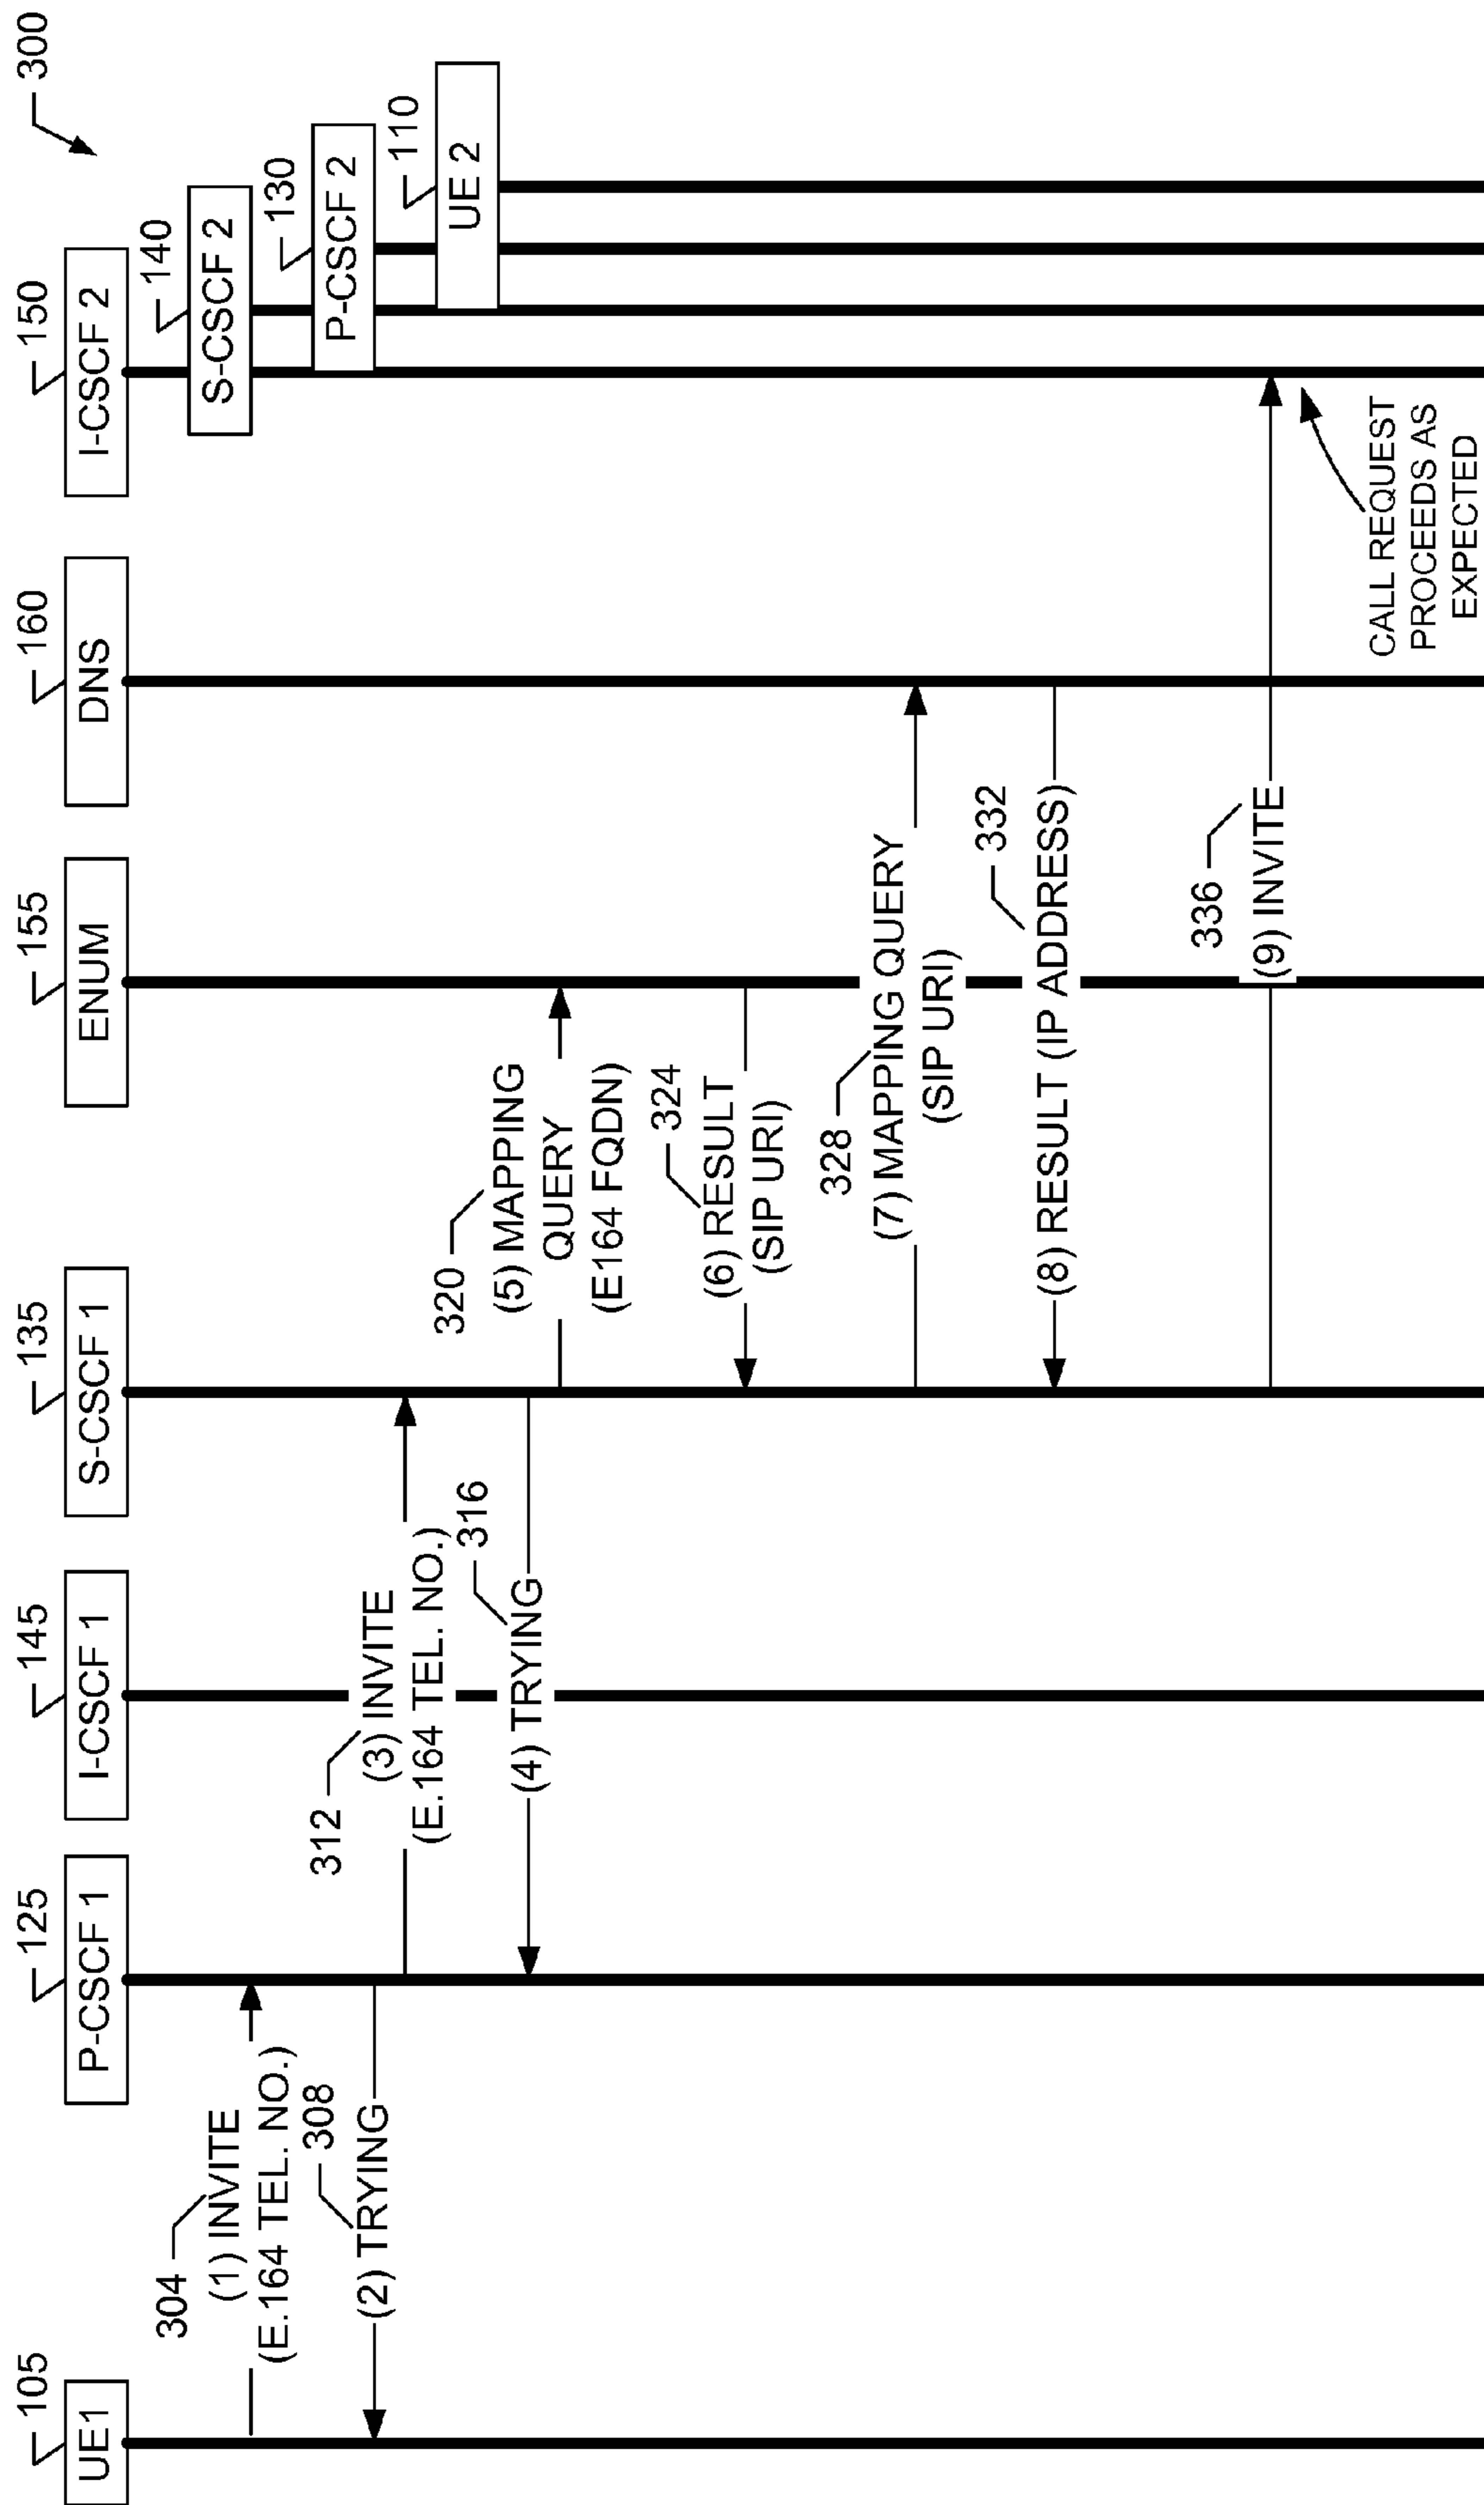 300
105
UE1
125
P-CSCF 1
145
I-CSCF 1
135
S-CSCF 1
155
ENUM
160
DNS
150
I-CSCF 2
140
S-CSCF 2
130
P-CSCF 2
110
UE 2
304
(1) INVITE
(E.164 TEL. NO.)
308
(2) TRYING
312
(3) INVITE
(E.164 TEL. NO.)
316
(4) TRYING
320
(5) MAPPING
QUERY
(E164 FQDN)
324
(6) RESULT
(SIP URI)
328
(7) MAPPING QUERY
(SIP URI)
332
(8) RESULT (IP ADDRESS)
336
(9) INVITE
CALL REQUEST
PROCEEDS AS
EXPECTED